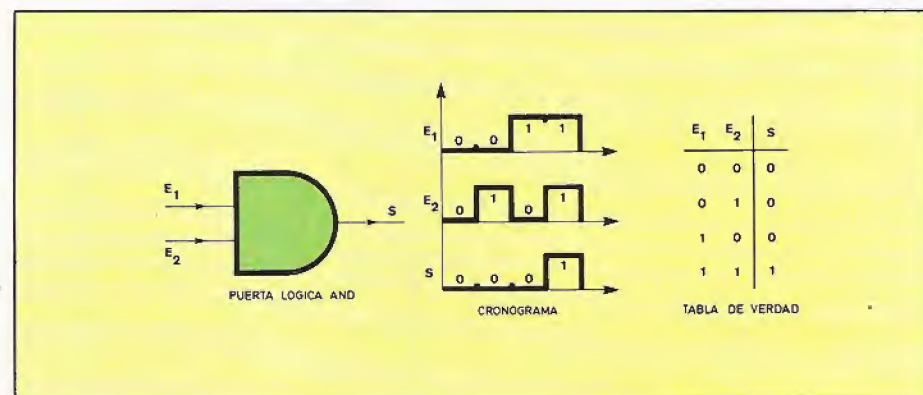 E1
E2
S
PUERTA LOGICA AND
E1 0 0 1 1
E2 0 1 0 1
S 0 0 0 1
CRONOGRAMA
E1 E2 S
0 0 0
0 1 0
1 0 0
1 1 1
TABLA DE VERDAD